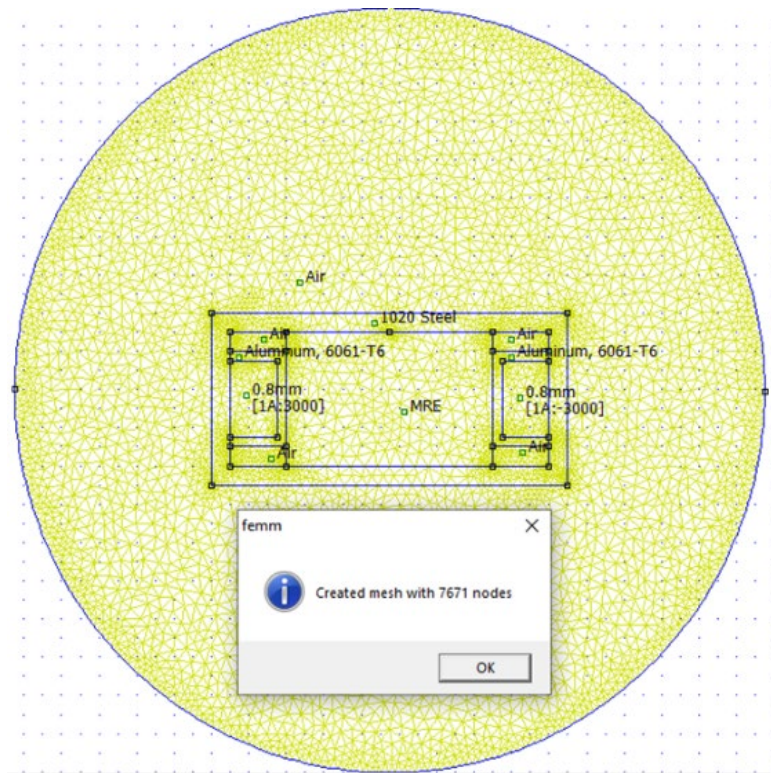 Air
1020 Steel
Air
Air
Aluminum, 6061-T6
Aluminum, 6061-T6
0.8mm
[1A:3000]
MRE
0.8mm
[1A:-3000]
Air
Air
femm
Created mesh with 7671 nodes
OK